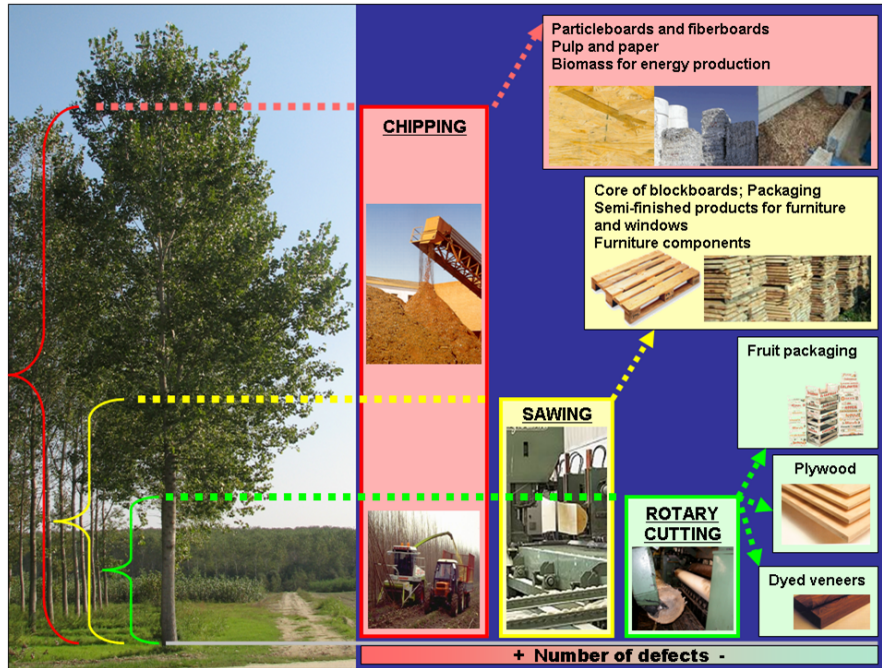 Particleboards and fiberboards
Pulp and paper
Biomass for energy production
CHIPPING
Core of blockboards; Packaging
Semi-finished products for furniture
and windows
Furniture components
Fruit packaging
SAWING
Plywood
ROTARY
CUTTING
Dyed veneers
+ Number of defects -